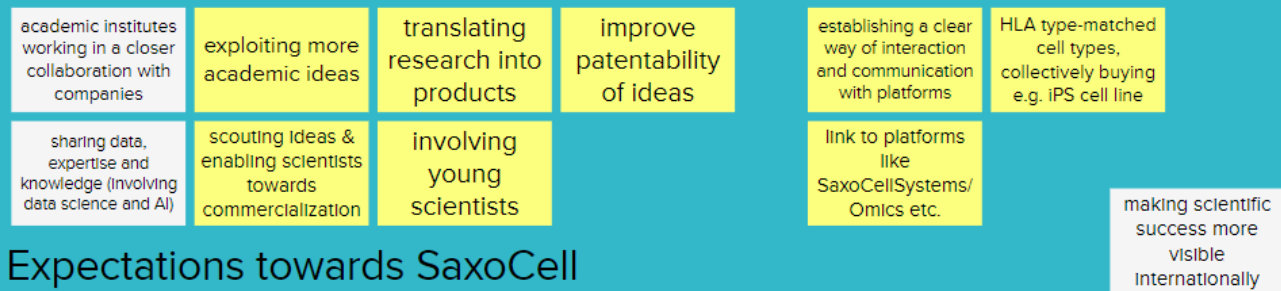 academic institutes
working in a closer
collaboration with
companies
exploiting more
academic ideas
translating
research into
products
improve
patentability
of ideas
establishing a clear
way of interaction
and communication
with platforms
HLA type-matched
cell types,
collectively buying
e.g. iPS cell line
sharing data,
expertise and
knowledge (involving
data science and AI)
scouting ideas &
enabling scientists
towards
commercialization
involving
young
scientists
link to platforms
like
SaxoCellSystems/
Omics etc.
making scientific
success more
visible
internationally
Expectations towards SaxoCell